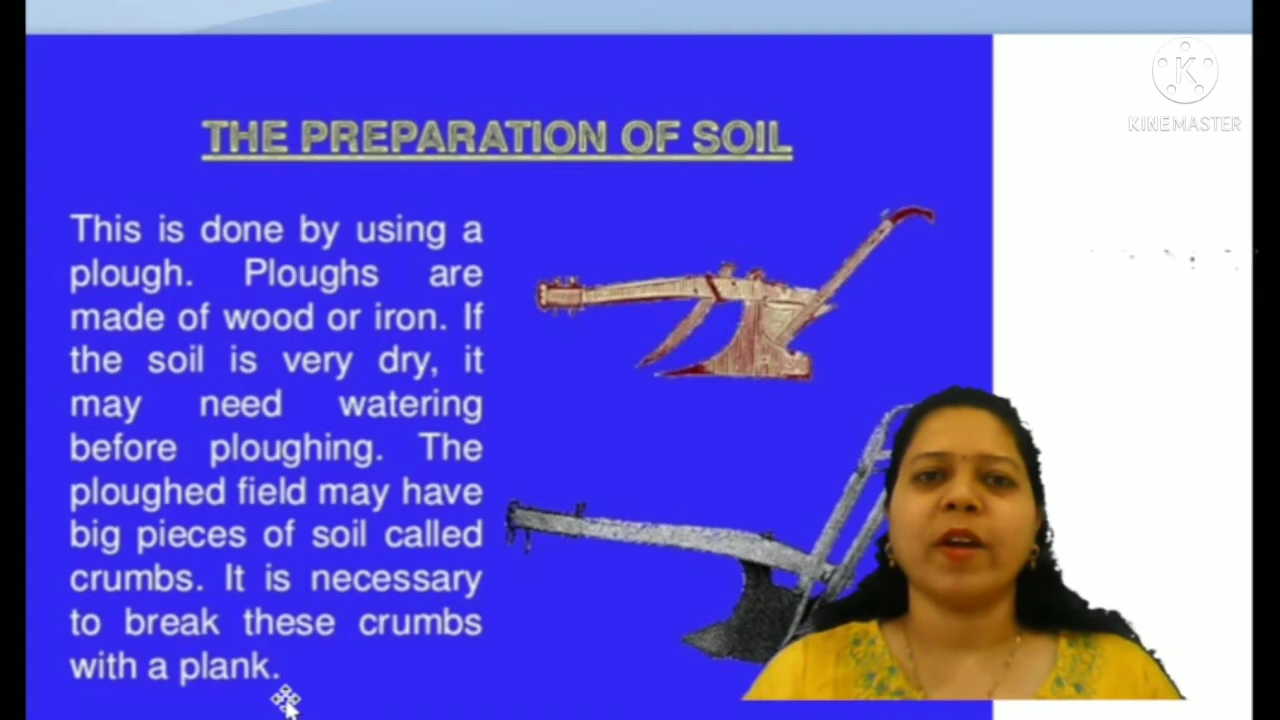 THE PREPARATION OF SOIL
This is done by using a
plough. Ploughs are
made of wood or iron. If
the soil is very dry, it
may need watering
before ploughing. The
ploughed field may have
big pieces of soil called
crumbs. It is necessary
to break these crumbs
with a plank.
K
KINEMASTER